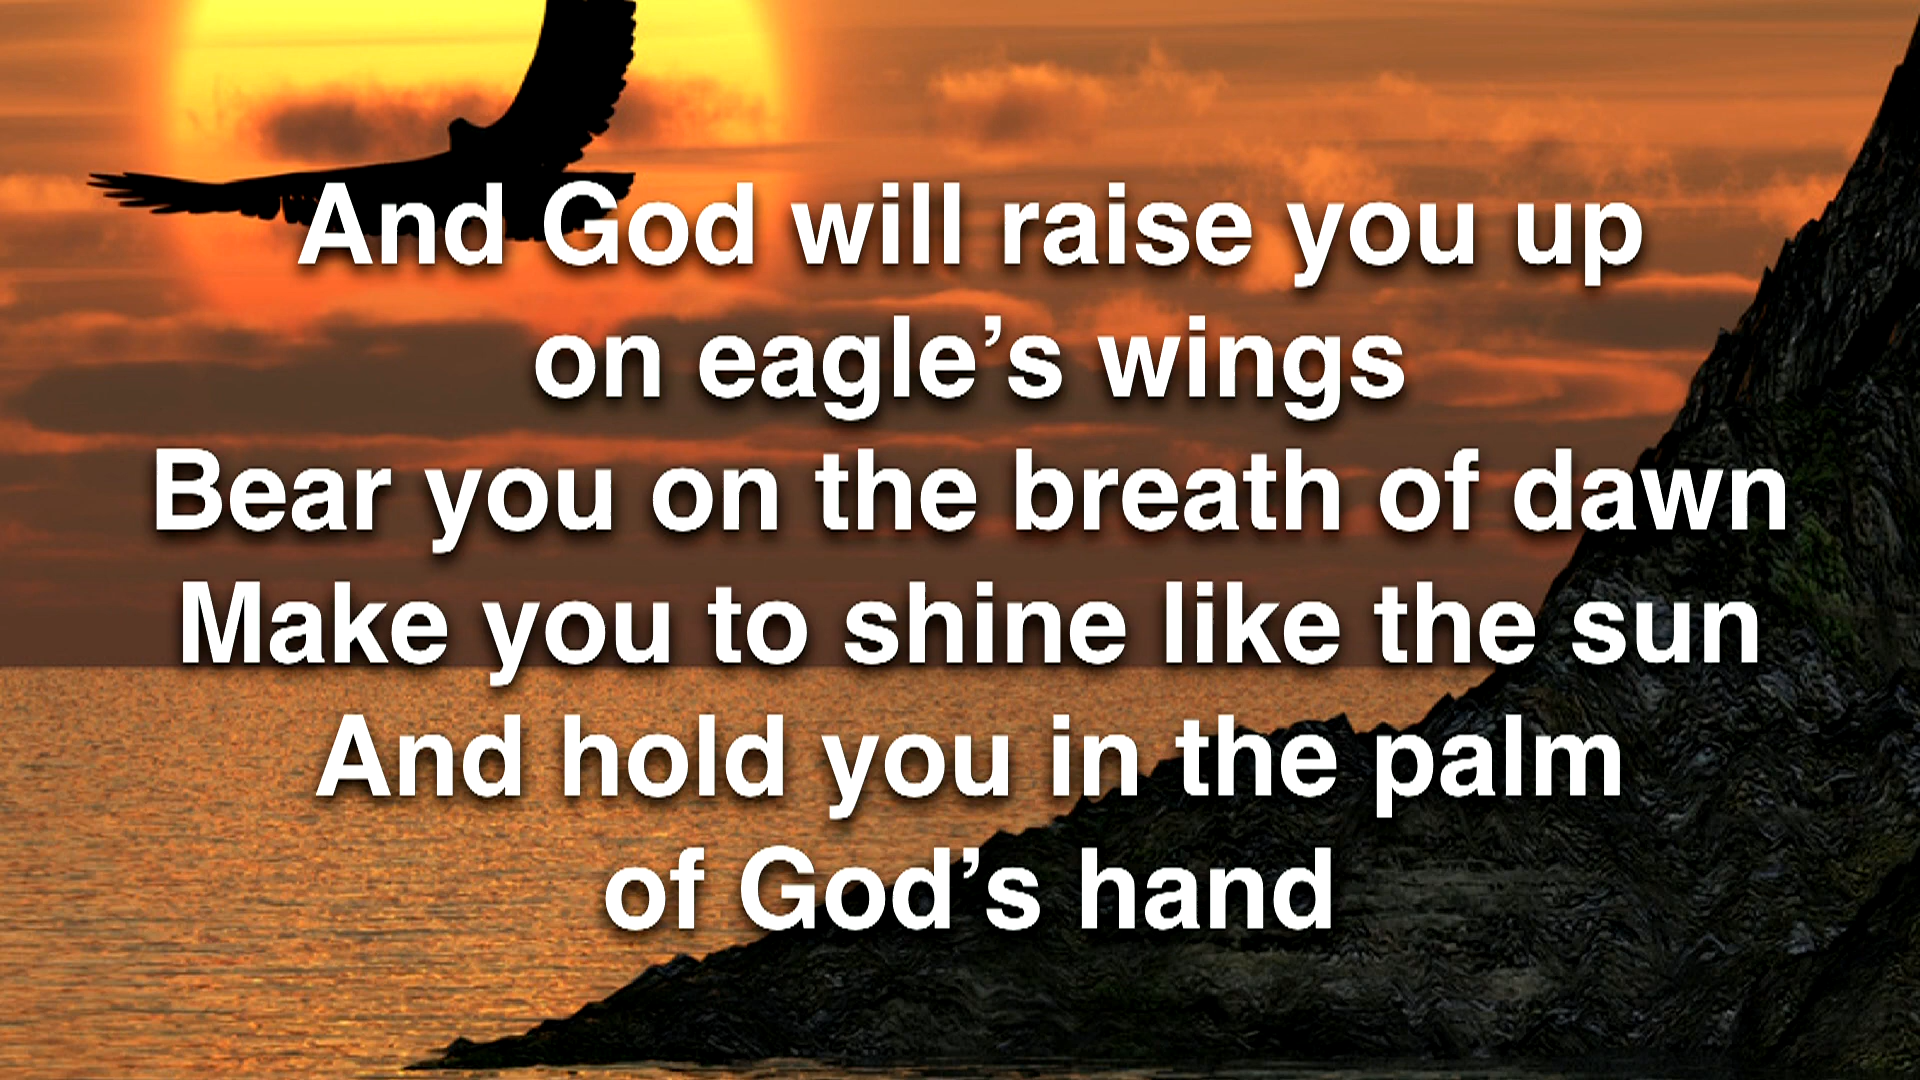 And God will raise you up
on eagle’s wings
Bear you on the breath of dawn
Make you to shine like the sun
And hold you in the palm
of God’s hand